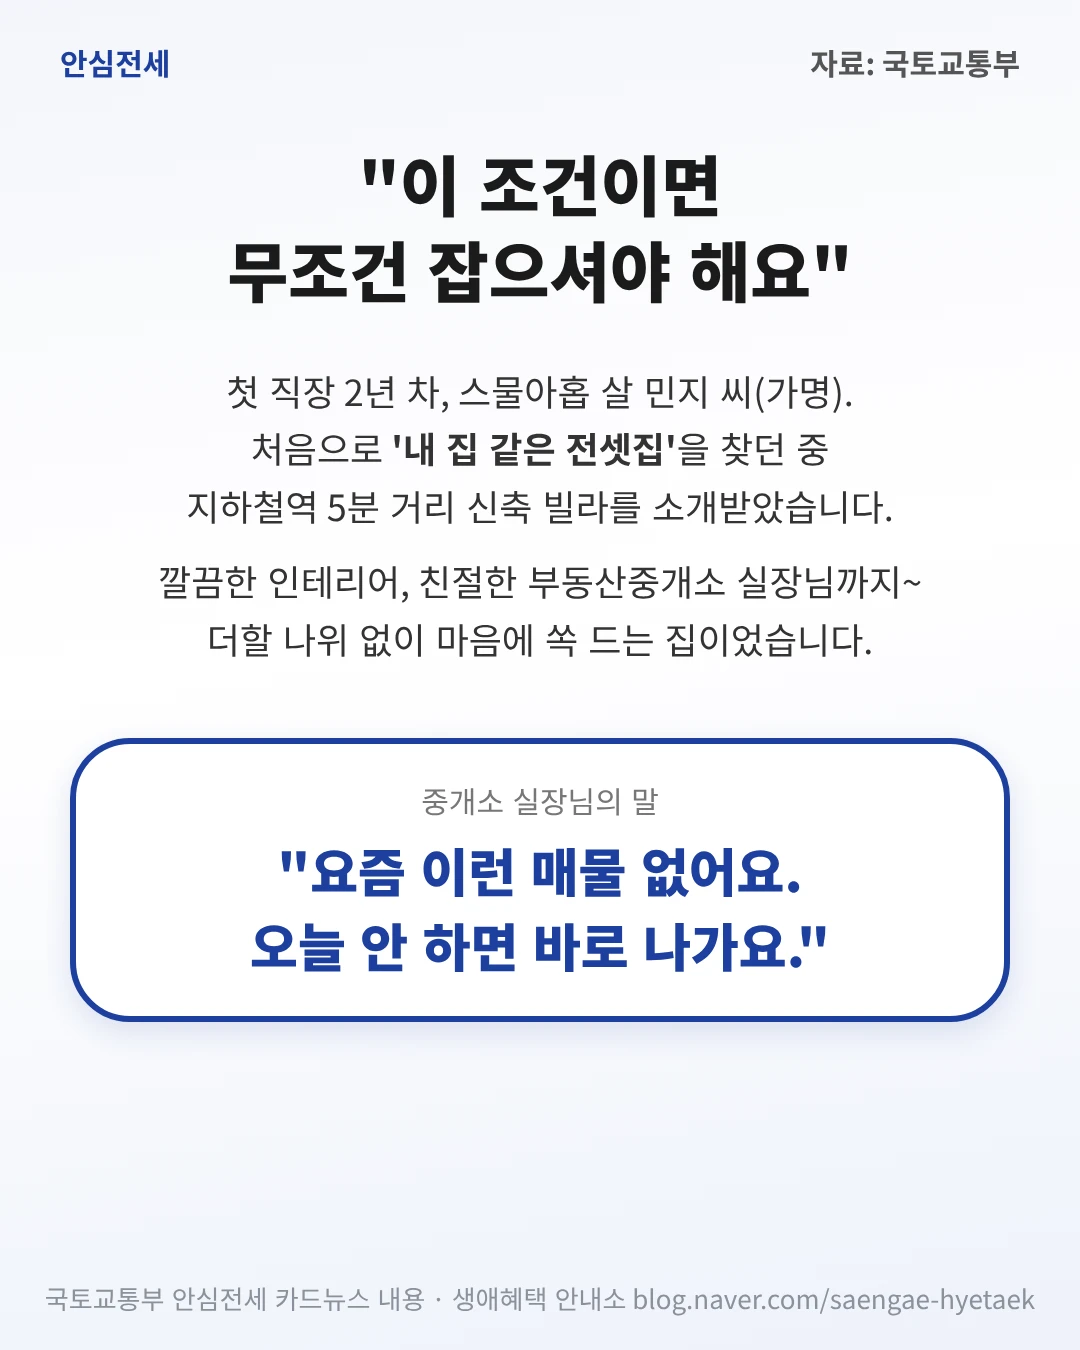 안심전세
자료: 국토교통부
"이 조건이면
무조건 잡으셔야 해요"
첫 직장 2년 차, 스물아홉 살 민지 씨(가명).
처음으로 '내 집 같은 전셋집'을 찾던 중
지하철역 5분 거리 신축 빌라를 소개받았습니다.
깔끔한 인테리어, 친절한 부동산중개소 실장님까지~
더할 나위 없이 마음에 쏙 드는 집이었습니다.
중개소 실장님의 말
"요즘 이런 매물 없어요.
오늘 안 하면 바로 나가요."
국토교통부 안심전세 카드뉴스 내용 · 생애혜택 안내소 blog.naver.com/saengae-hyetaek